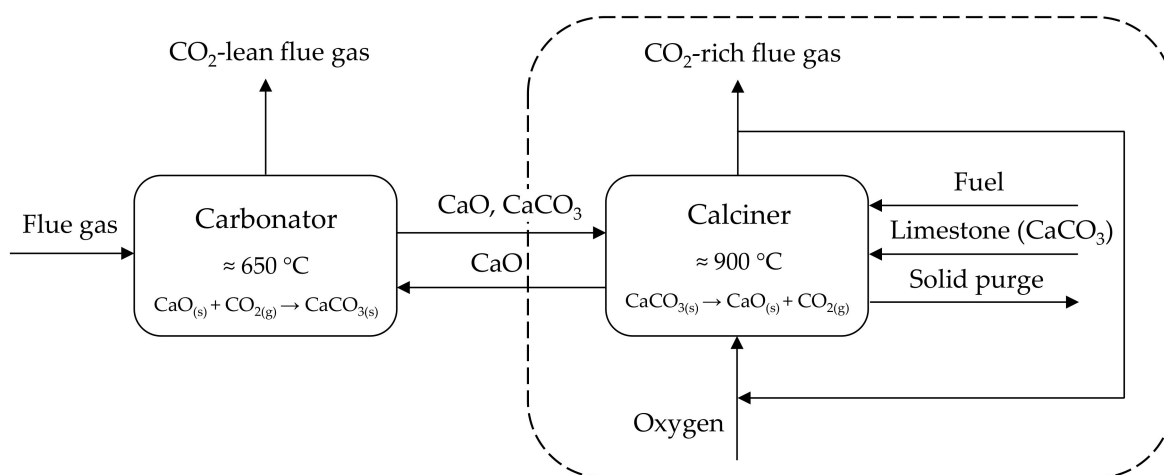 CO₂-lean flue gas
CO₂-rich flue gas
Flue gas
Carbonator
≈ 650 °C
CaO(s) + CO₂(g) → CaCO₃(s)
CaO, CaCO₃
CaO
Calciner
≈ 900 °C
CaCO₃(s) → CaO(s) + CO₂(g)
Fuel
Limestone (CaCO₃)
Solid purge
Oxygen